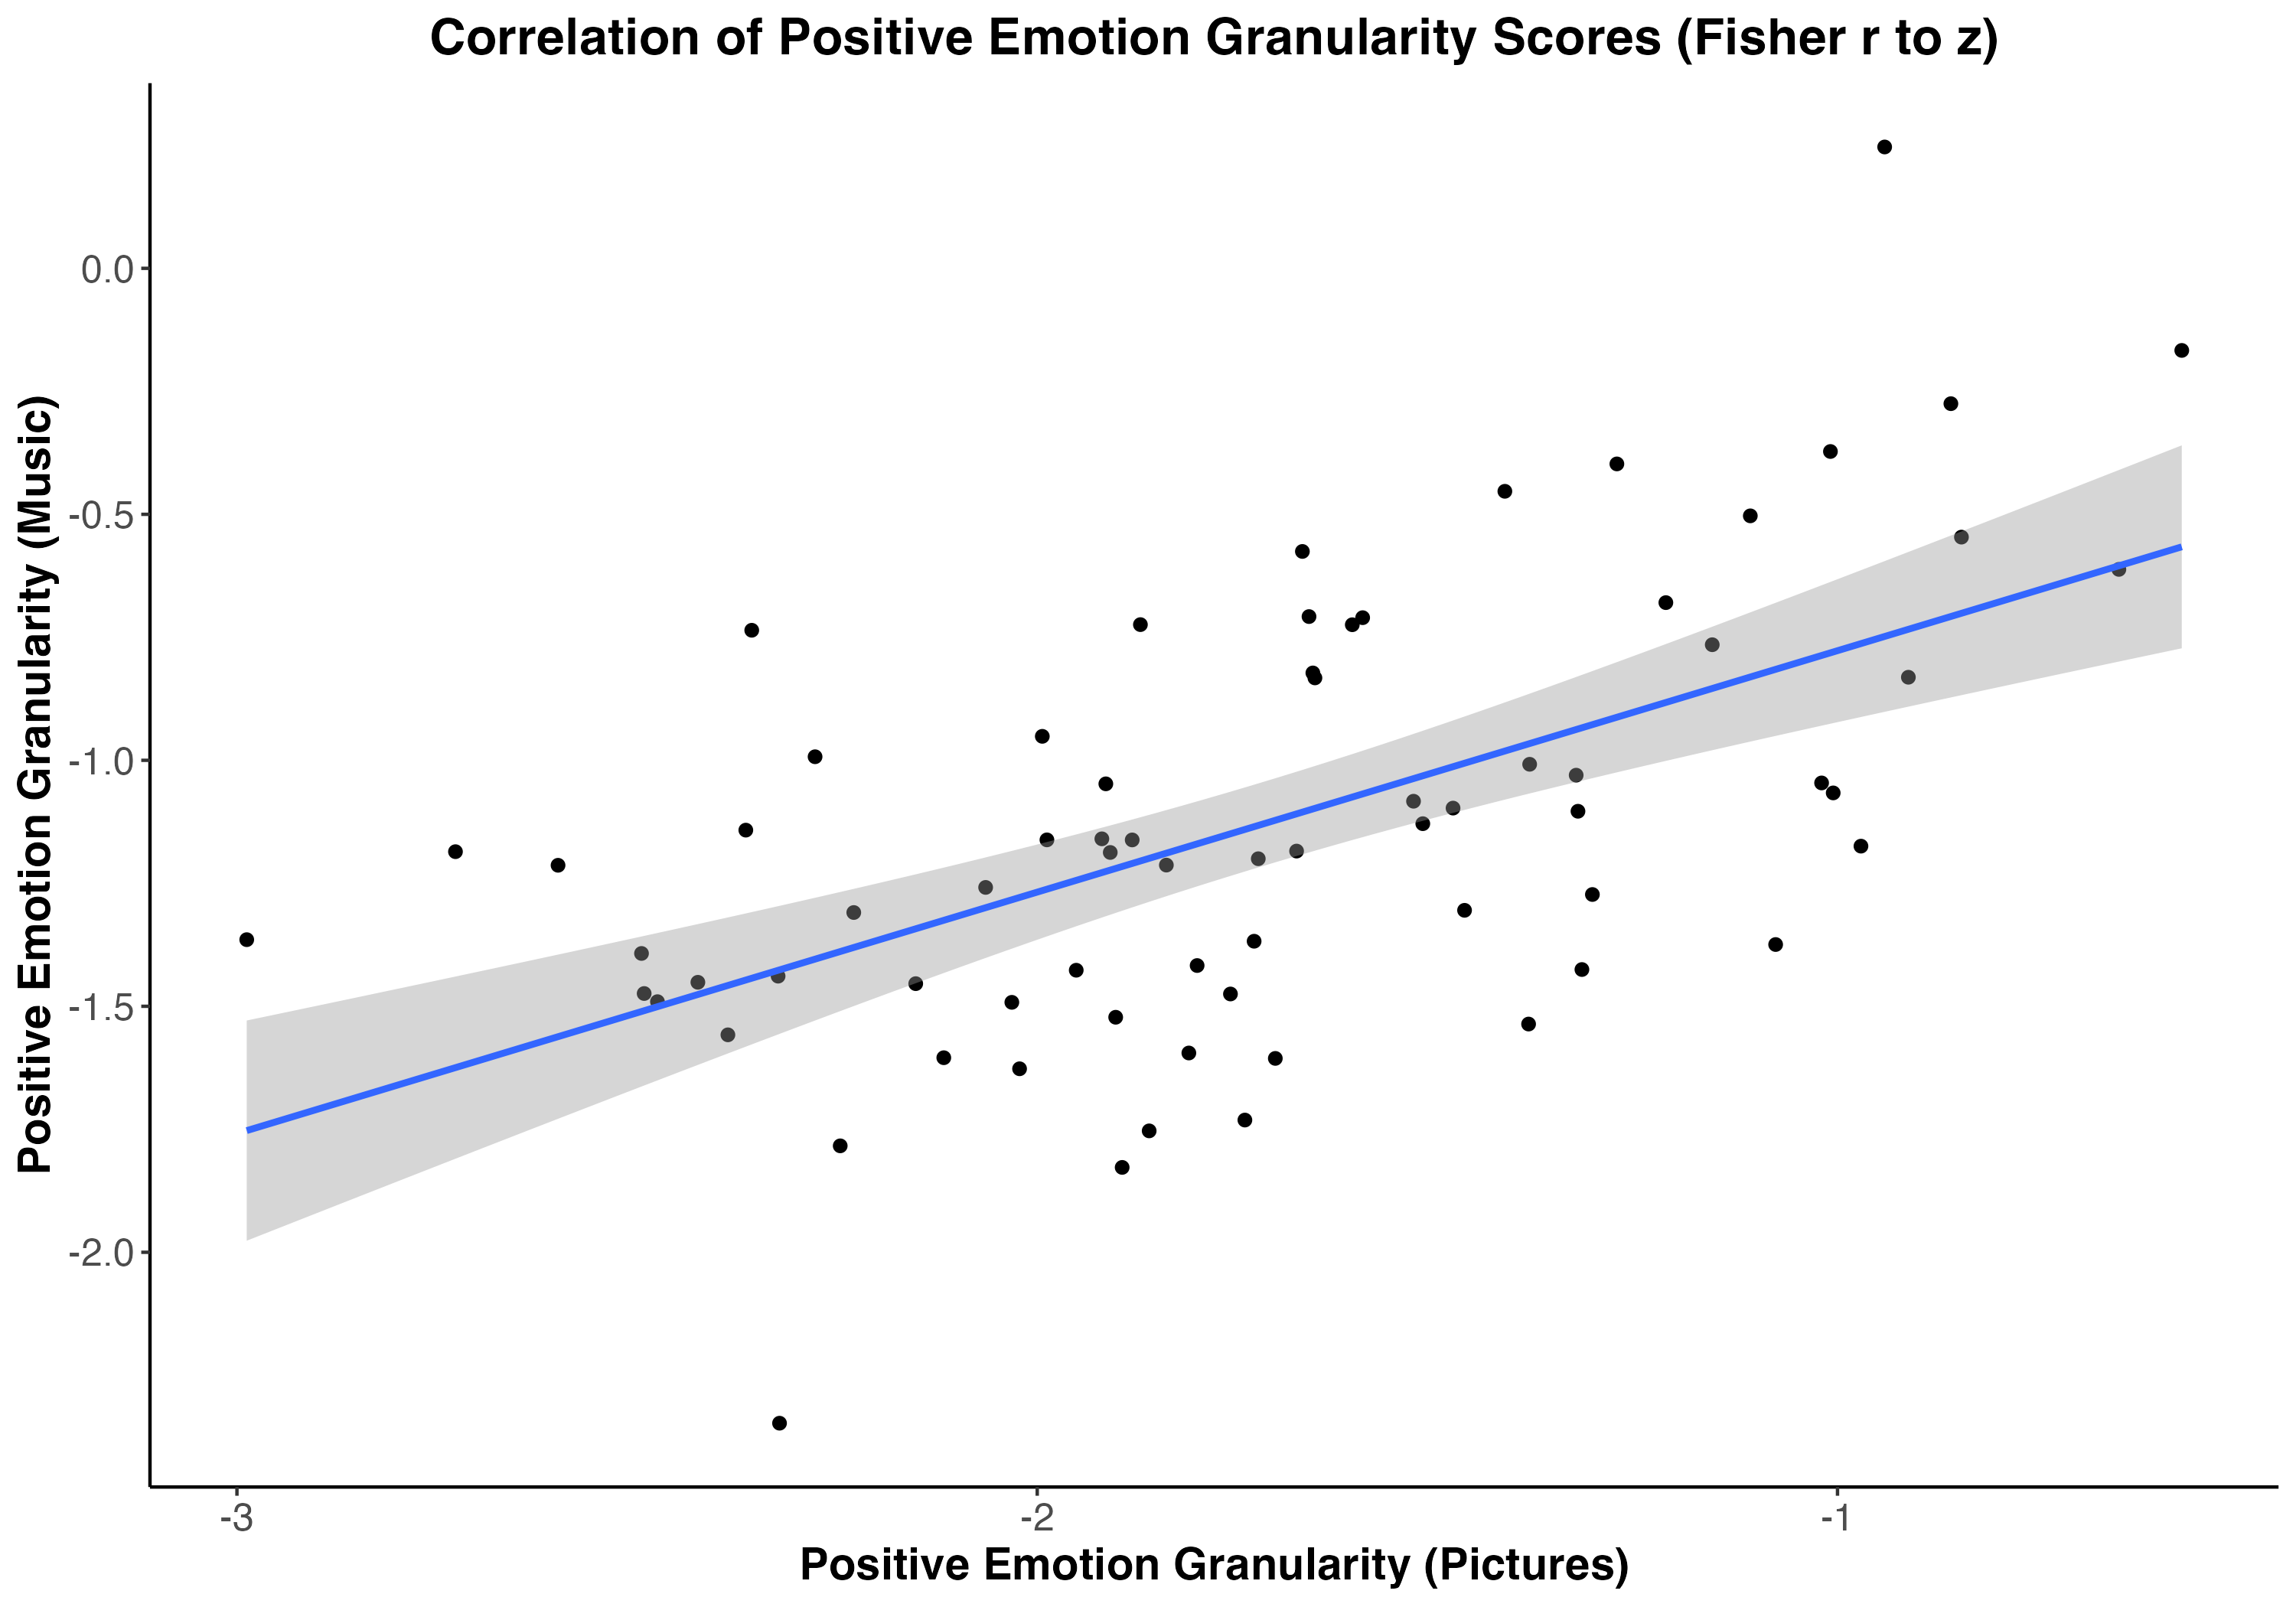 Correlation of Positive Emotion Granularity Scores (Fisher r to z)
Positive Emotion Granularity (Music)
0.0
-0.5
-1.0
-1.5
-2.0
-3
-2
-1
Positive Emotion Granularity (Pictures)